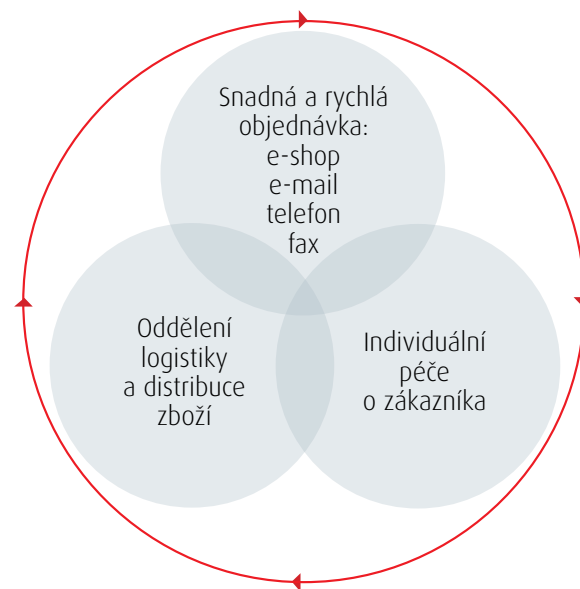 Snadná a rychlá
objednávka:
e-shop
e-mail
telefon
fax
Oddělení
logistiky
a distribuce
zboží
Individuální
péče
o zákazníka